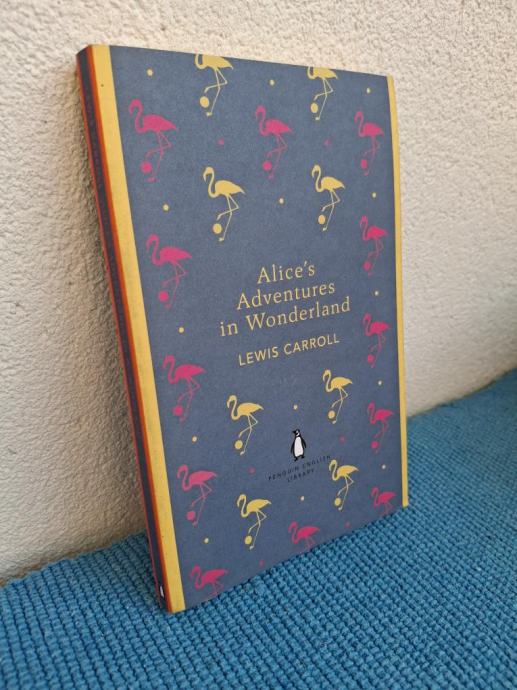 Alice's
Adventures
in Wonderland
LEWIS CARROLL
PENGUIN ENGLISH
LIBRARY